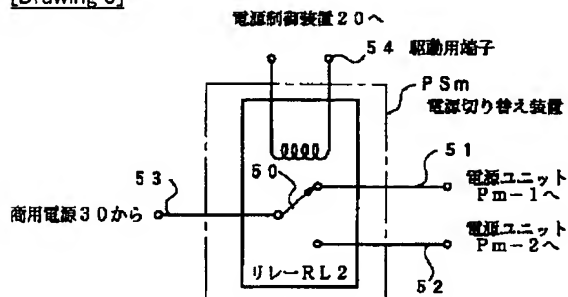 [Drawing 3]
電源制御装置20へ
54 駆動用端子
PSm
電源切り替え装置
53
50
51
電源ユニット
Pm-1へ
商用電源30から
電源ユニット
Pm-2へ
リレーRL2
52